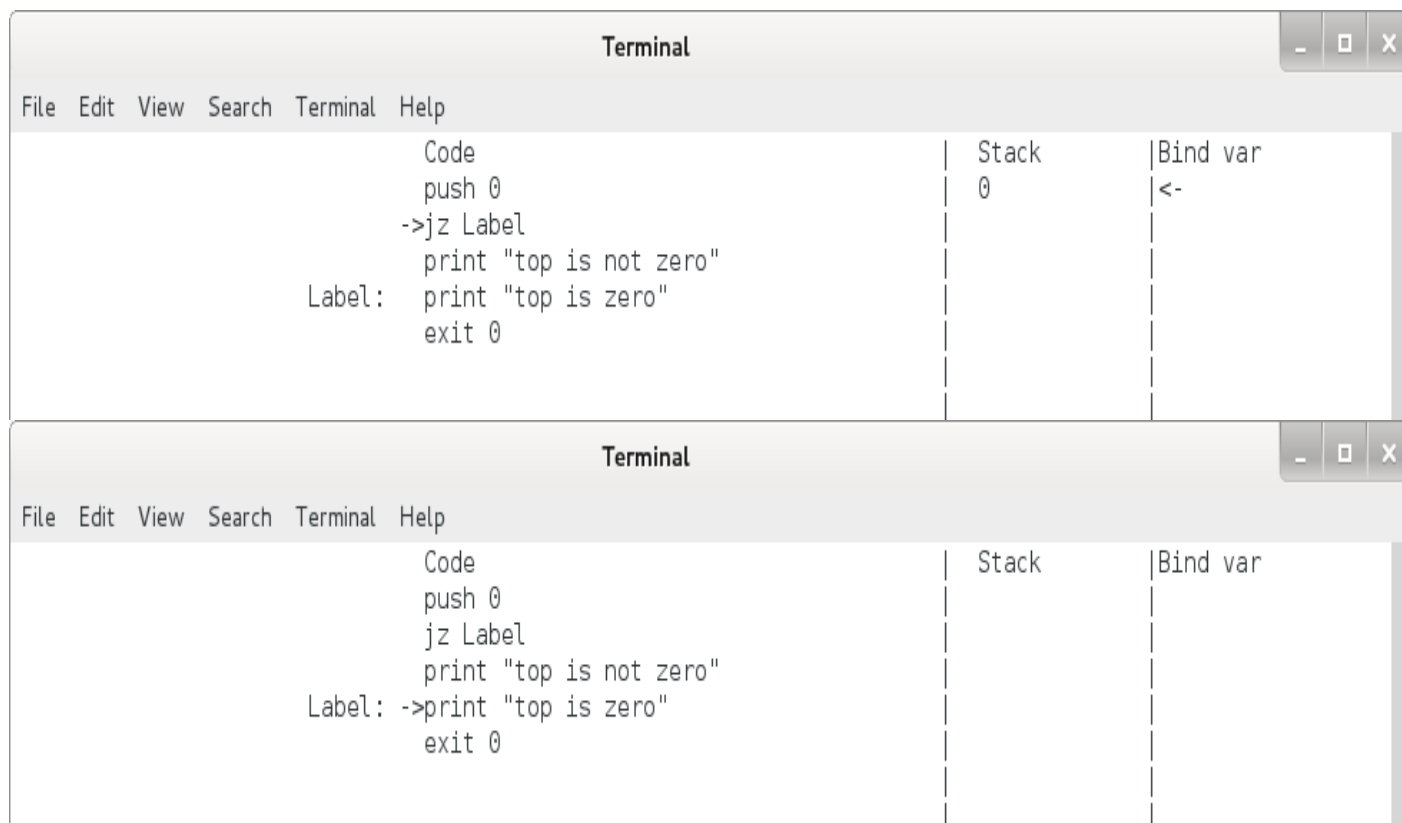 Terminal
File Edit View Search Terminal Help
Code | Stack |Bind var
push 0 | 0 |<-
->jz Label | |
print "top is not zero" | |
Label: print "top is zero" | |
exit 0 | |
| |
| |
Terminal
File Edit View Search Terminal Help
Code | Stack |Bind var
push 0 | |
jz Label | |
print "top is not zero" | |
Label: ->print "top is zero" | |
exit 0 | |
| |
| |